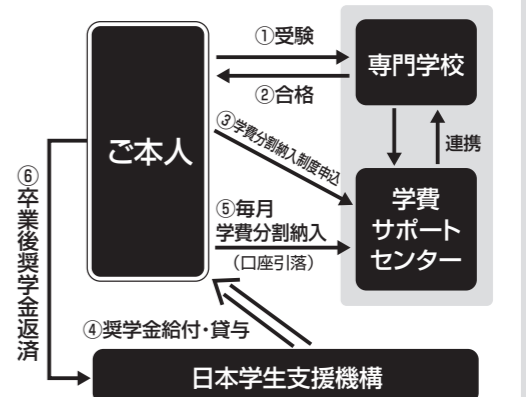 ①受験
専門学校
②合格
ご本人
③学費分割納入制度申込
連携
学費
サポート
センター
⑤毎月
学費分割納入
(口座引落)
⑥卒業後奨学金返済
④奨学金給付・貸与
日本学生支援機構